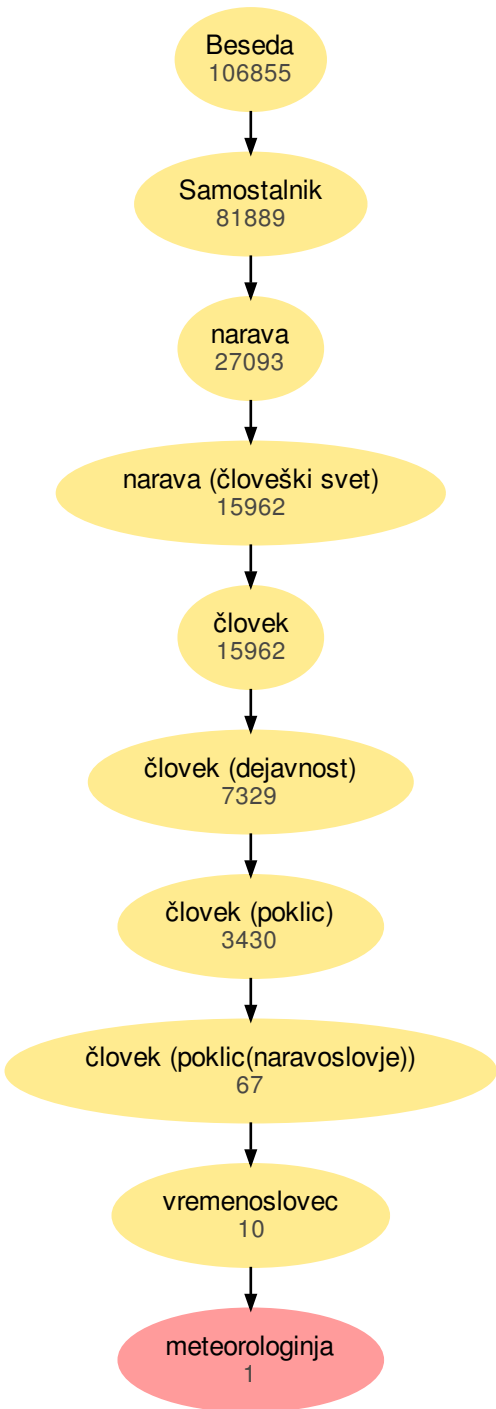 Beseda
106855
Samostalnik
81889
narava
27093
narava (človeški svet)
15962
človek
15962
človek (dejavnost)
7329
človek (poklic)
3430
človek (poklic(naravoslovje))
67
vremenoslovec
10
meteorologinja
1